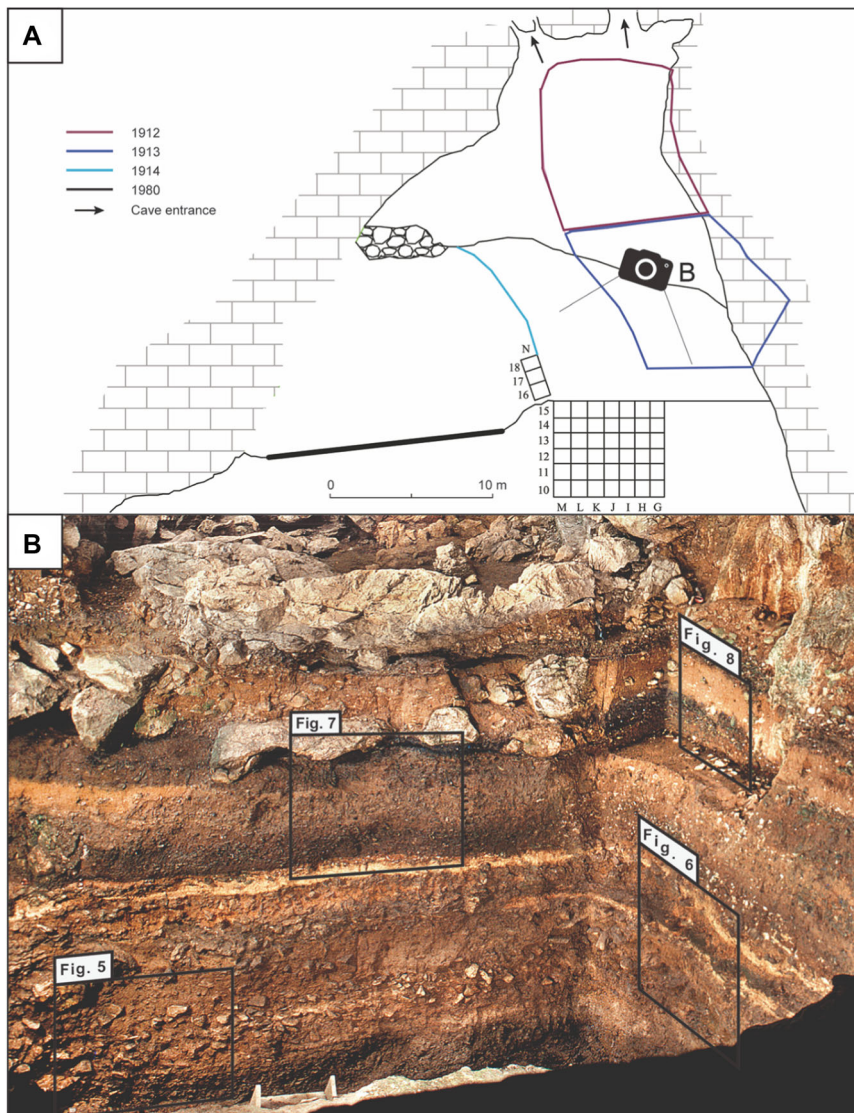 A
1912
1913
1914
1980
Cave entrance
B
N
18
17
16
15
14
13
12
11
10
M L K J I H G
0 10 m
B
Fig. 8
Fig. 7
Fig. 6
Fig. 5